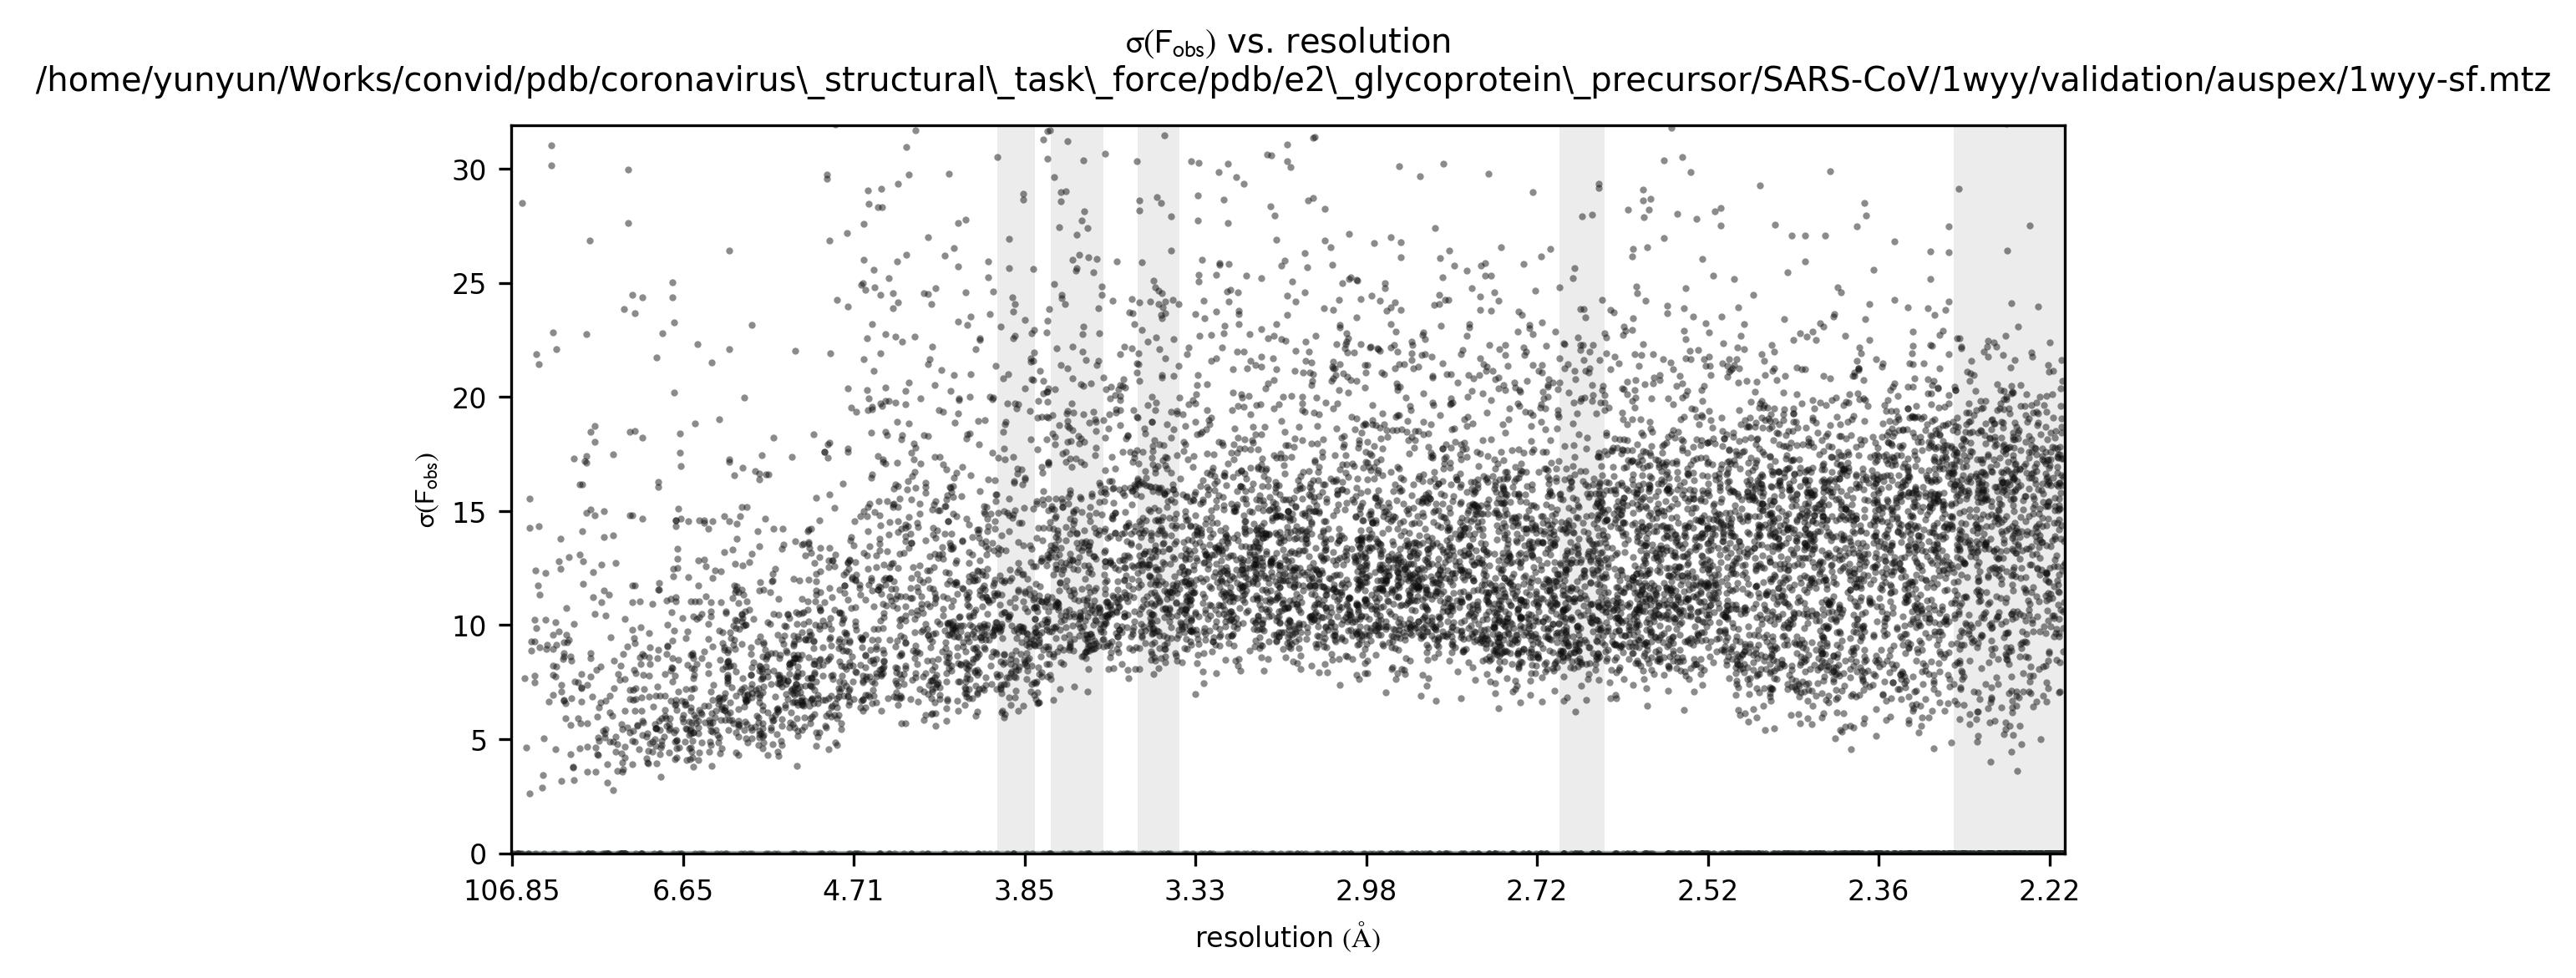 σ(F_obs) vs. resolution
/home/yunyun/Works/convid/pdb/coronavirus\_structural\_task\_force/pdb/e2\_glycoprotein\_precursor/SARS-CoV/1wyy/validation/auspex/1wyy-sf.mtz
30
25
20
15
10
5
0
σ(F_obs)
106.85 6.65 4.71 3.85 3.33 2.98 2.72 2.52 2.36 2.22
resolution (Å)